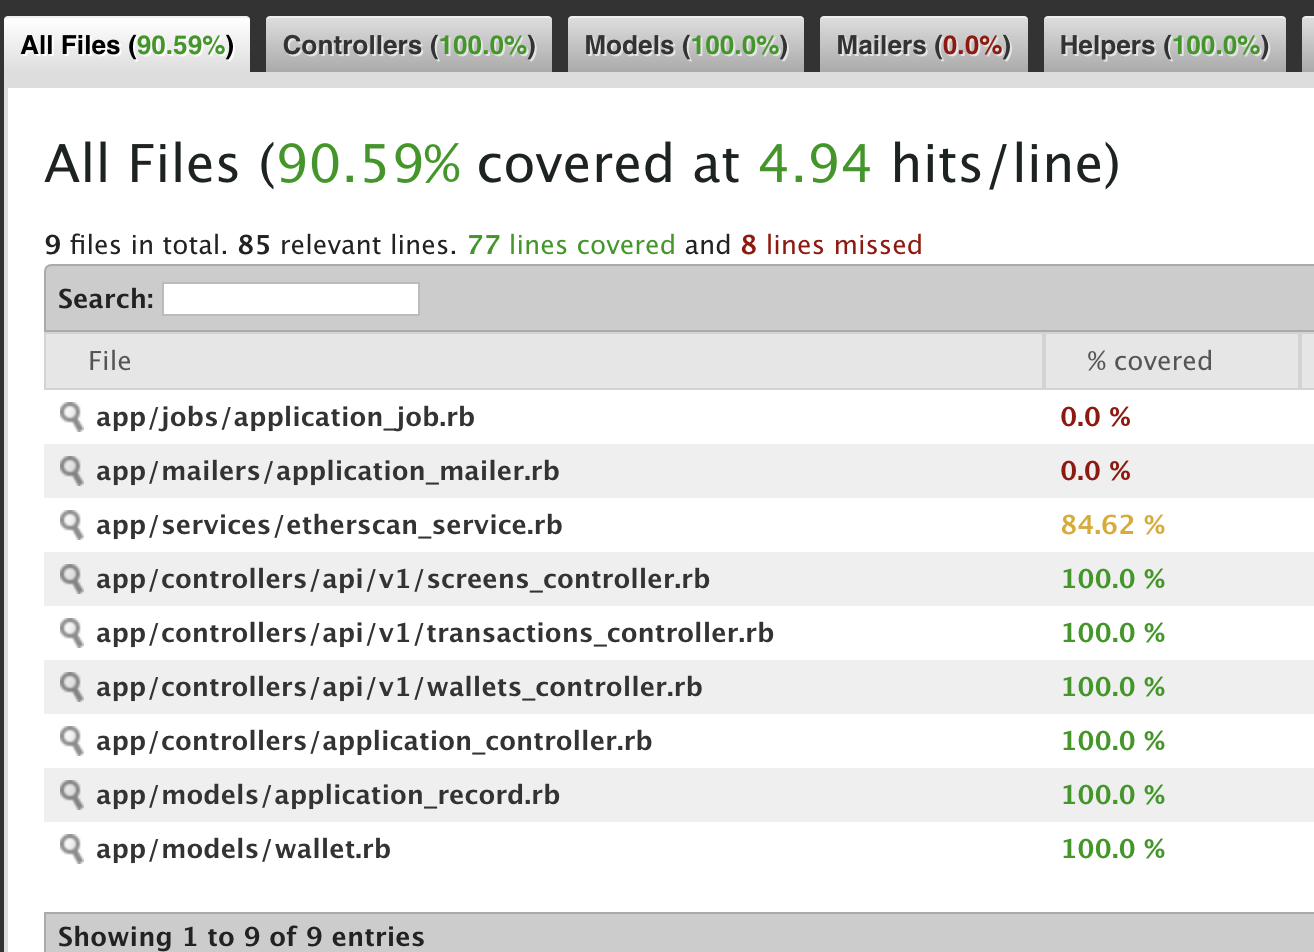 All Files (90.59%) Controllers (100.0%) Models (100.0%) Mailers (0.0%) Helpers (100.0%)
All Files (90.59% covered at 4.94 hits/line)
9 files in total. 85 relevant lines. 77 lines covered and 8 lines missed
Search:
File % covered
app/jobs/application_job.rb 0.0 %
app/mailers/application_mailer.rb 0.0 %
app/services/etherscan_service.rb 84.62 %
app/controllers/api/v1/screens_controller.rb 100.0 %
app/controllers/api/v1/transactions_controller.rb 100.0 %
app/controllers/api/v1/wallets_controller.rb 100.0 %
app/controllers/application_controller.rb 100.0 %
app/models/application_record.rb 100.0 %
app/models/wallet.rb 100.0 %
Showing 1 to 9 of 9 entries